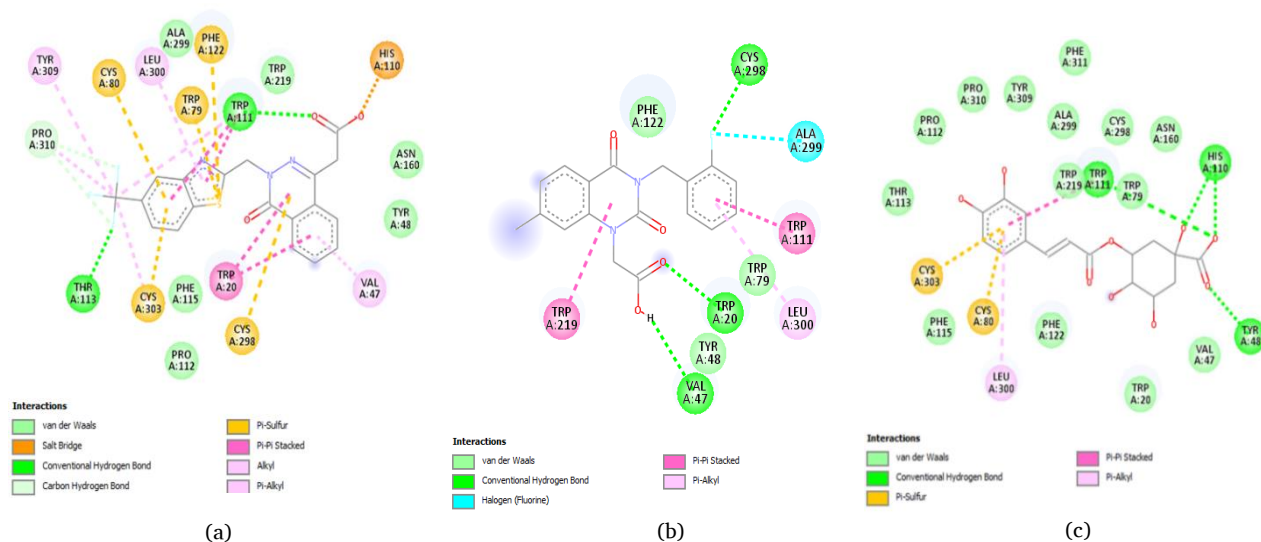 TYR
A:309
CYS
A:80
LEU
A:300
ALA
A:299
PHE
A:122
TRP
A:79
TRP
A:219
TRP
A:111
HIS
A:110
PRO
A:310
ASN
A:160
TYR
A:48
THR
A:113
CYS
A:303
PHE
A:115
TRP
A:20
VAL
A:47
CYS
A:298
PRO
A:112
O
O
N
N
N
O
S
Interactions
van der Waals
Salt Bridge
Conventional Hydrogen Bond
Carbon Hydrogen Bond
Pi-Sulfur
Pi-Pi Stacked
Alkyl
Pi-Alkyl
(a)
CYS
A:298
PHE
A:122
ALA
A:299
TRP
A:111
TRP
A:79
LEU
A:300
TRP
A:219
TRP
A:20
TYR
A:48
VAL
A:47
O
N
N
O
O
O
H
Interactions
van der Waals
Conventional Hydrogen Bond
Halogen (Fluorine)
Pi-Pi Stacked
Pi-Alkyl
(b)
PHE
A:311
PRO
A:310
TYR
A:309
PRO
A:112
ALA
A:299
CYS
A:298
ASN
A:160
HIS
A:110
TRP
A:219
TRP
A:111
TRP
A:79
THR
A:113
CYS
A:303
PHE
A:115
CYS
A:80
PHE
A:122
LEU
A:300
TYR
A:48
VAL
A:47
TRP
A:20
O
O
O
O
O
O
O
O
O
Interactions
van der Waals
Conventional Hydrogen Bond
Pi-Sulfur
Pi-Pi Stacked
Pi-Alkyl
(c)